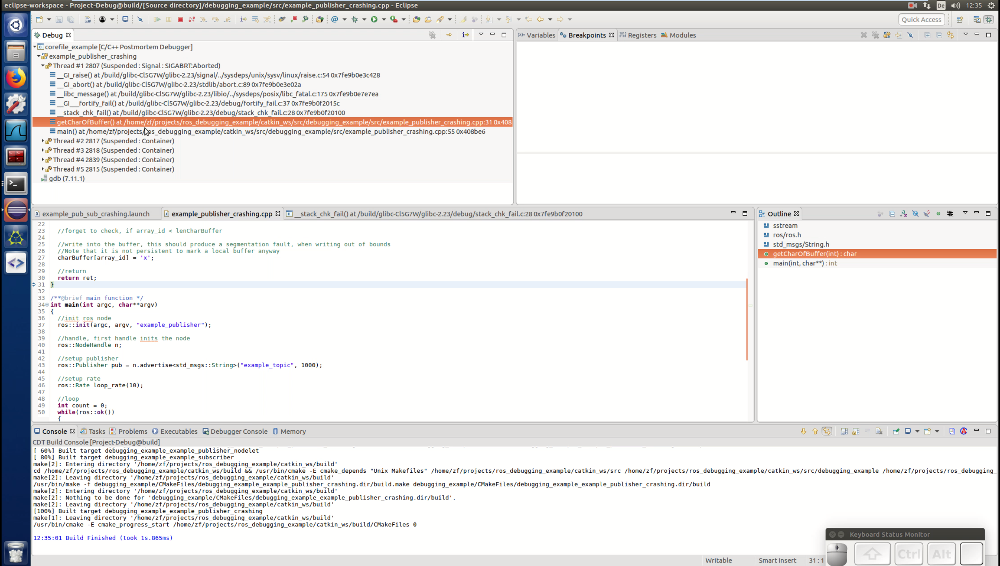 eclipse-workspace - Project-Debug@build/[Source directory]/debugging_example/src/example_publisher_crashing.cpp - Eclipse
De
12:35
Quick Access
Debug
Variables
Breakpoints
Registers
Modules
corefile_example [C/C++ Postmortem Debugger]
example_publisher_crashing
Thread #1 2807 (Suspended : Signal : SIGABRT:Aborted)
__GI_raise() at /build/glibc-Cl5G7W/glibc-2.23/signal/../sysdeps/unix/sysv/linux/raise.c:54 0x7fe9b0e3c428
__GI_abort() at /build/glibc-Cl5G7W/glibc-2.23/stdlib/abort.c:89 0x7fe9b0e3e02a
__libc_message() at /build/glibc-Cl5G7W/glibc-2.23/libio/../sysdeps/posix/libc_fatal.c:175 0x7fe9b0e7e7ea
__GI___fortify_fail() at /build/glibc-Cl5G7W/glibc-2.23/debug/fortify_fail.c:37 0x7fe9b0f2015c
__stack_chk_fail() at /build/glibc-Cl5G7W/glibc-2.23/debug/stack_chk_fail.c:28 0x7fe9b0f20100
getCharOfBuffer() at /home/zf/projects/ros_debugging_example/catkin_ws/src/debugging_example/src/example_publisher_crashing.cpp:31 0x408
main() at /home/zf/projects/ros_debugging_example/catkin_ws/src/debugging_example/src/example_publisher_crashing.cpp:55 0x408be6
Thread #2 2817 (Suspended : Container)
Thread #3 2818 (Suspended : Container)
Thread #4 2839 (Suspended : Container)
Thread #5 2815 (Suspended : Container)
gdb (7.11.1)
example_pub_sub_crashing.launch
example_publisher_crashing.cpp
__stack_chk_fail() at /build/glibc-Cl5G7W/glibc-2.23/debug/stack_chk_fail.c:28 0x7fe9b0f20100
22
23 //forget to check, if array_id < lenCharBuffer
24
25 //write into the buffer, this should produce a segmentation fault, when writing out of bounds
26 //Note that it is not persistent to mark a local buffer anyway
27 charBuffer[array_id] = 'x';
28
29 //return
30 return ret;
31 }
32
33 /**@brief main function */
34 int main(int argc, char**argv)
35 {
36 //init ros node
37 ros::init(argc, argv, "example_publisher");
38
39 //handle, first handle inits the node
40 ros::NodeHandle n;
41
42 //setup publisher
43 ros::Publisher pub = n.advertise<std_msgs::String>("example_topic", 1000);
44
45 //setup rate
46 ros::Rate loop_rate(10);
47
48 //loop
49 int count = 0;
50 while(ros::ok())
{
Outline
sstream
ros/ros.h
std_msgs/String.h
getCharOfBuffer(int) : char
main(int, char**) : int
Console
Tasks
Problems
Executables
Debugger Console
Memory
CDT Build Console [Project-Debug@build]
[ 60%] Built target debugging_example_example_publisher_nodelet
[ 80%] Built target debugging_example_example_subscriber
make[2]: Entering directory '/home/zf/projects/ros_debugging_example/catkin_ws/build'
cd /home/zf/projects/ros_debugging_example/catkin_ws/build && /usr/bin/cmake -E cmake_depends "Unix Makefiles" /home/zf/projects/ros_debugging_example/catkin_ws/src /home/zf/projects/ros_debugging_example/catkin_ws/src/debugging_example /home/zf/projects/ros_debugging_
make[2]: Leaving directory '/home/zf/projects/ros_debugging_example/catkin_ws/build'
/usr/bin/make -f debugging_example/CMakeFiles/debugging_example_example_publisher_crashing.dir/build.make debugging_example/CMakeFiles/debugging_example_example_publisher_crashing.dir/build
make[2]: Entering directory '/home/zf/projects/ros_debugging_example/catkin_ws/build'
make[2]: Nothing to be done for 'debugging_example/CMakeFiles/debugging_example_example_publisher_crashing.dir/build'.
make[2]: Leaving directory '/home/zf/projects/ros_debugging_example/catkin_ws/build'
[100%] Built target debugging_example_example_publisher_crashing
make[1]: Leaving directory '/home/zf/projects/ros_debugging_example/catkin_ws/build'
/usr/bin/cmake -E cmake_progress_start /home/zf/projects/ros_debugging_example/catkin_ws/build/CMakeFiles 0
12:35:01 Build Finished (took 1s.865ms)
Keyboard Status Monitor
Ctrl
Alt
Writable
Smart Insert
31 : 1